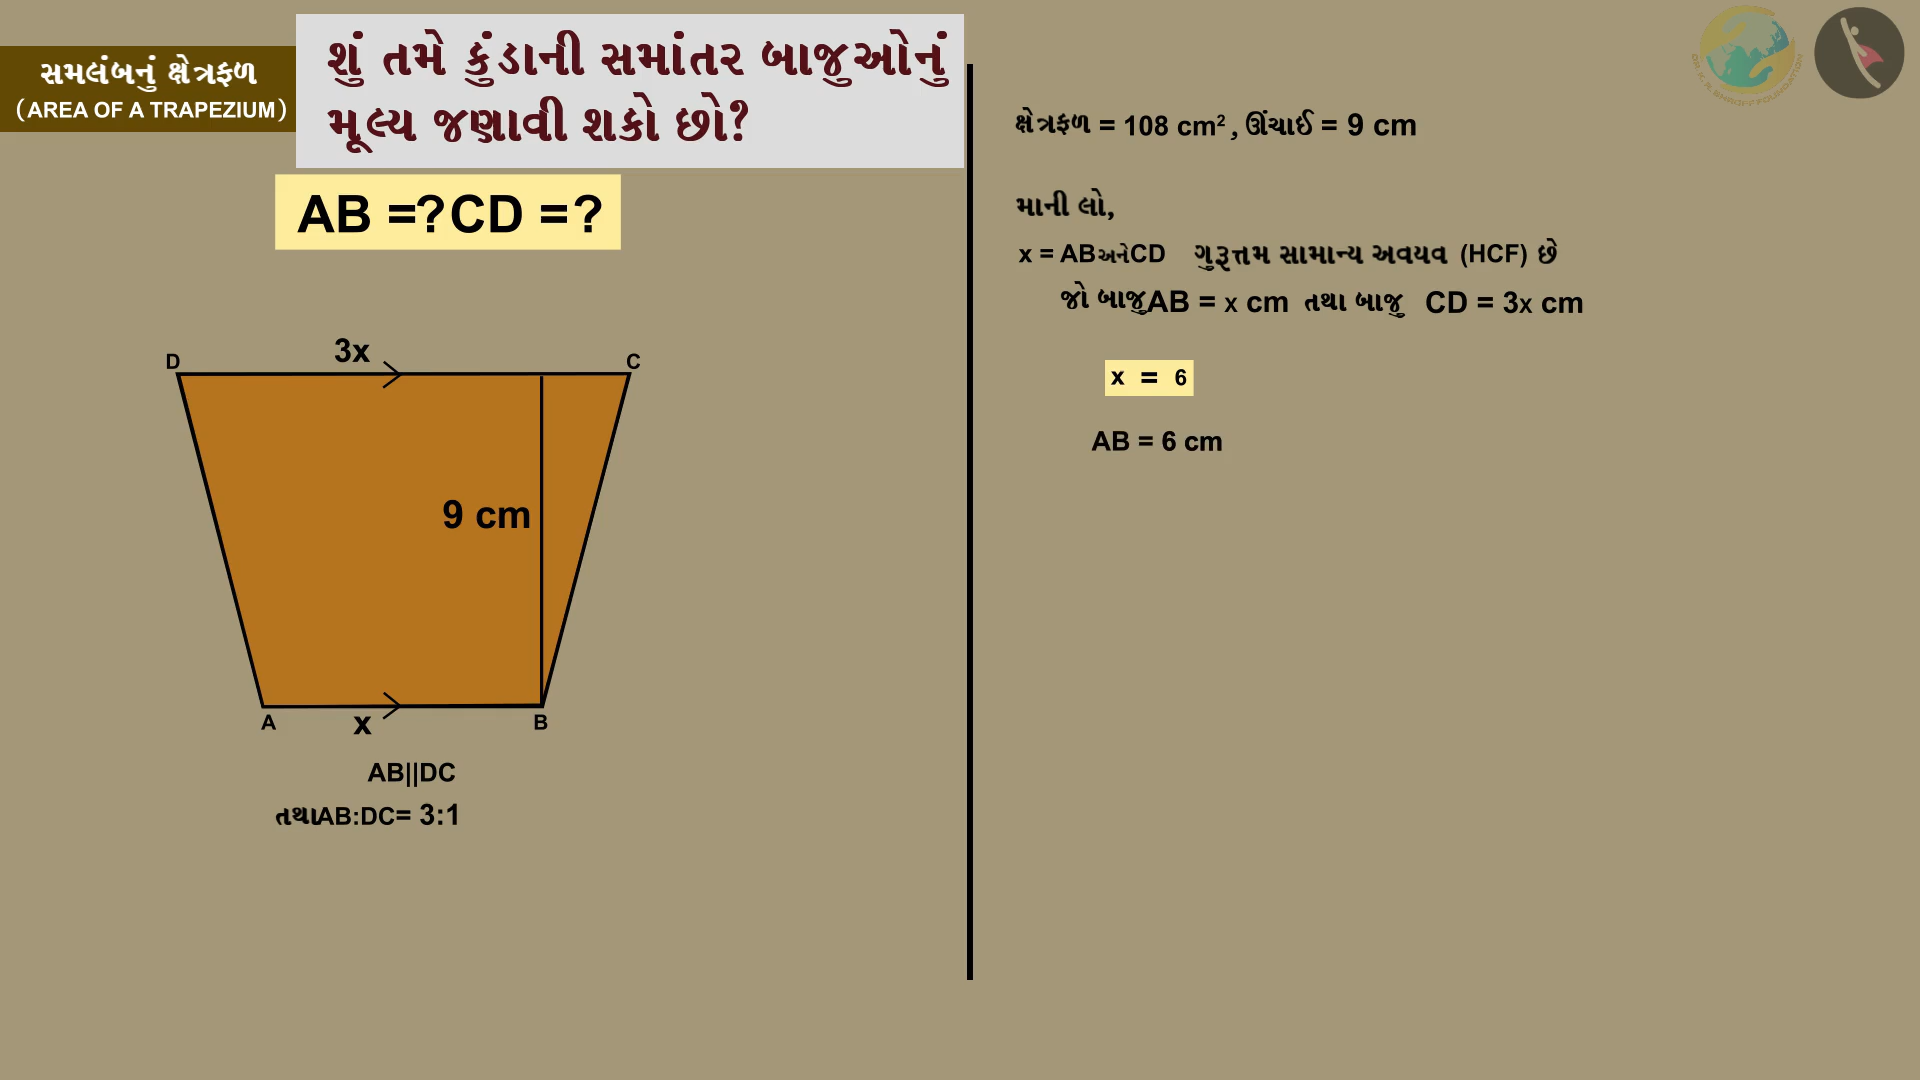 સમલંબનું ક્ષેત્રફળ
(AREA OF A TRAPEZIUM)
શું તમે કુંડાની સમાંતર બાજુઓનું
મૂલ્ય જણાવી શકો છો?
AB =? CD = ?
D
3x
C
9 cm
A
x
B
AB||DC
તથા AB:DC= 3:1
ક્ષેત્રફળ = 108 cm², ઊંચાઈ = 9 cm
માની લો,
x = AB અને CD ગુરૂત્તમ સામાન્ય અવયવ (HCF) છે
જો બાજુ AB = x cm તથા બાજુ CD = 3x cm
x = 6
AB = 6 cm